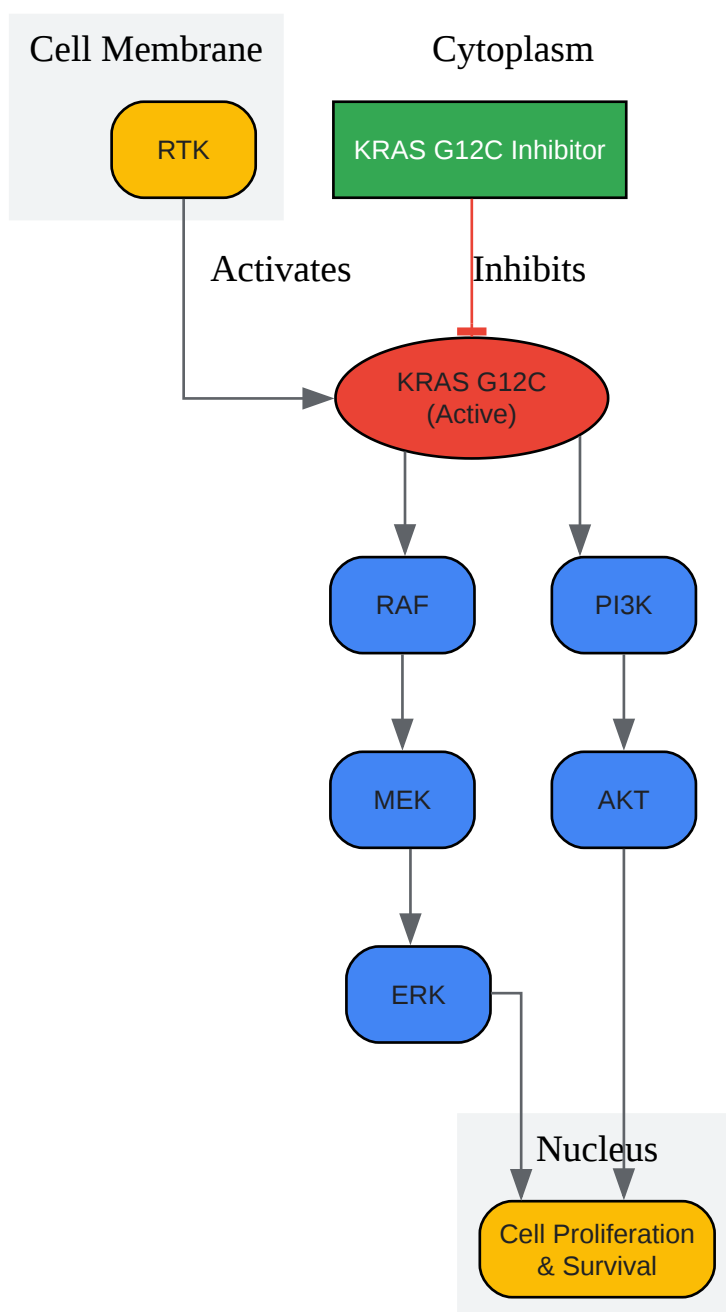 Cell Membrane
Cytoplasm
RTK
KRAS G12C Inhibitor
Activates
Inhibits
KRAS G12C
(Active)
RAF
PI3K
MEK
AKT
ERK
Nucleus
Cell Proliferation
& Survival